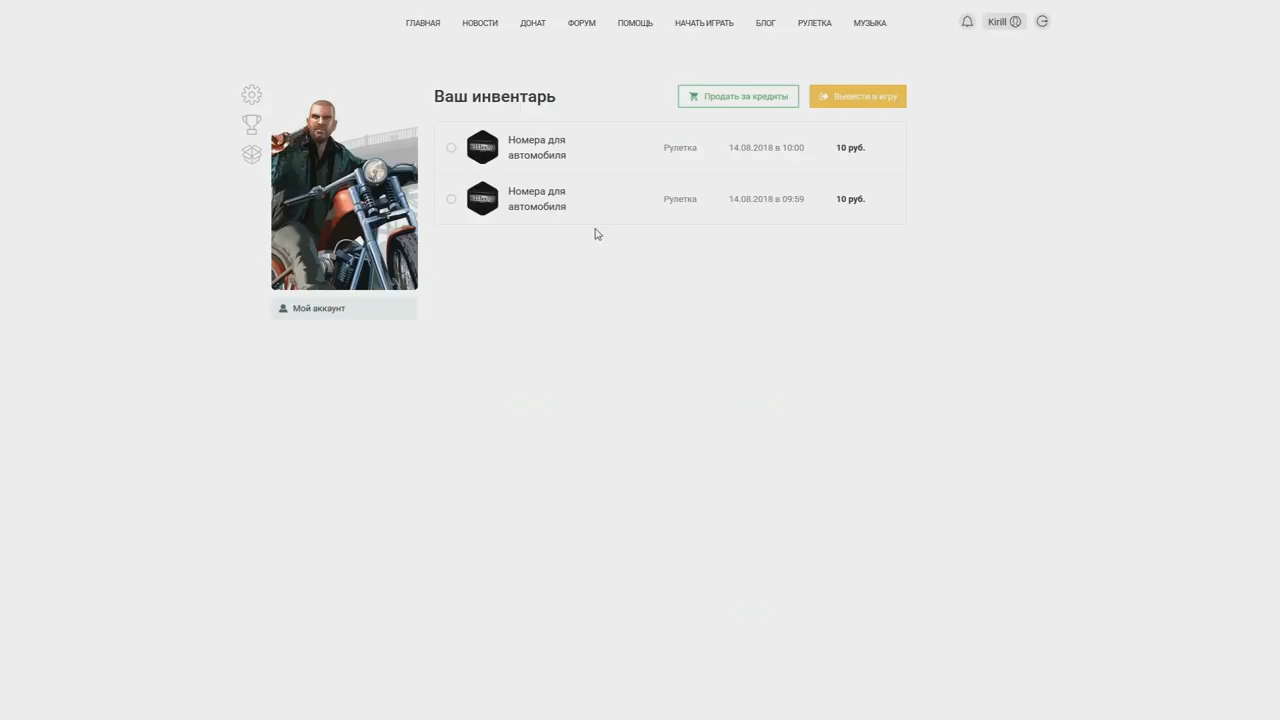 ГЛАВНАЯ НОВОСТИ ДОНАТ ФОРУМ ПОМОЩЬ НАЧАТЬ ИГРАТЬ БЛОГ РУЛЕТКА МУЗЫКА Kirill
Ваш инвентарь Продать за кредиты Вывести в игру
Номера для
автомобиля
Рулетка 14.08.2018 в 10:00 10 руб.
Номера для
автомобиля
Рулетка 14.08.2018 в 09:59 10 руб.
Мой аккаунт